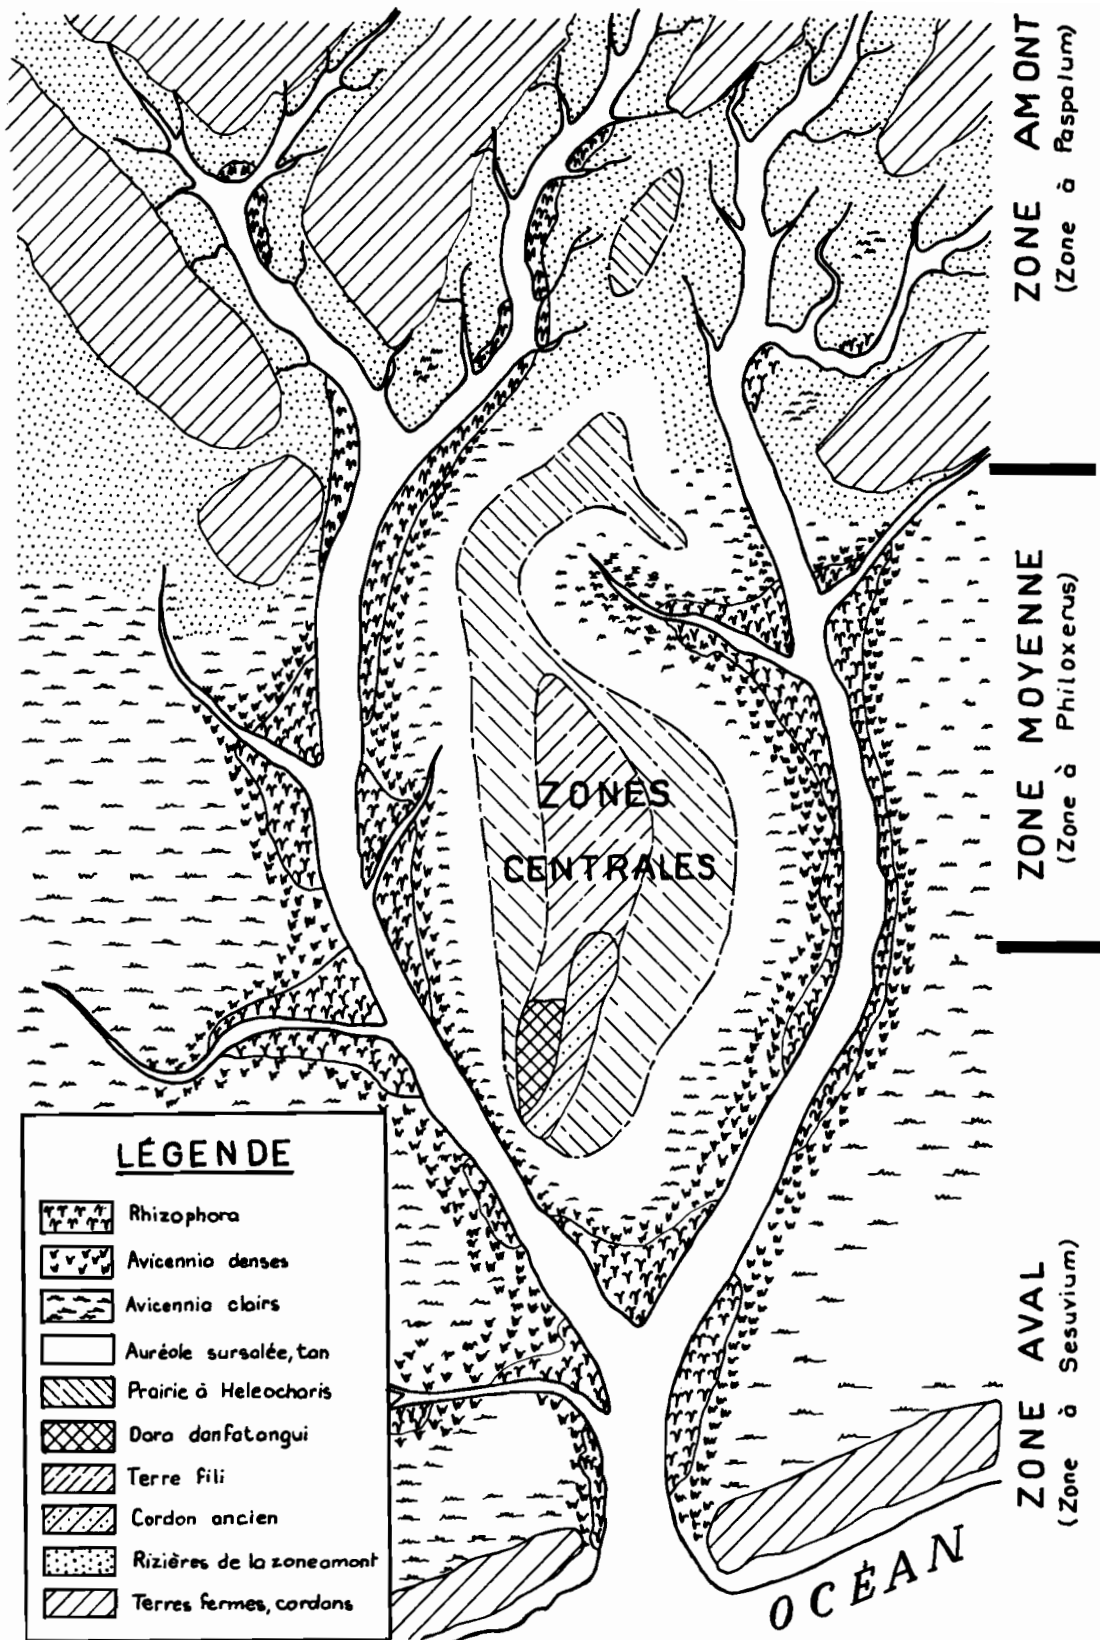 ZONE AMONT
(Zone à Paspalum)
ZONE MOYENNE
(Zone à Philoxerus)
ZONES
CENTRALES
ZONE AVAL
(Zone à Sesuvium)
OCÉAN
LÉGENDE
Rhizophora
Avicennia denses
Avicennia clairs
Auréole sursalée, tan
Prairie à Heleocharis
Dara danfatangui
Terre fili
Cordon ancien
Rizières de la zone amont
Terres fermes, cordons